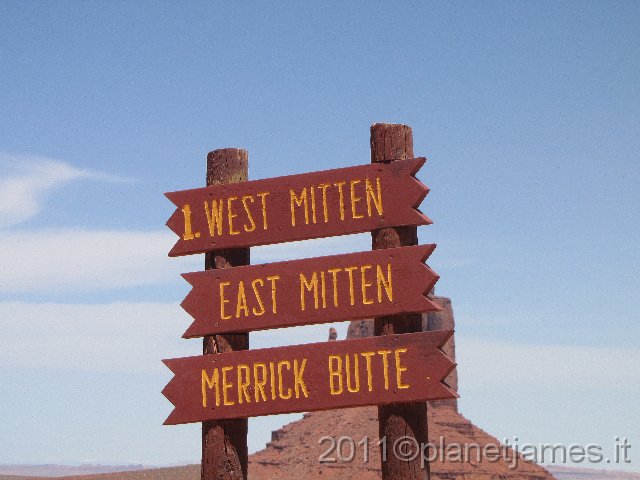 1. WEST MITTEN
EAST MITTEN
MERRICK BUTTE
2011©planetjames.it